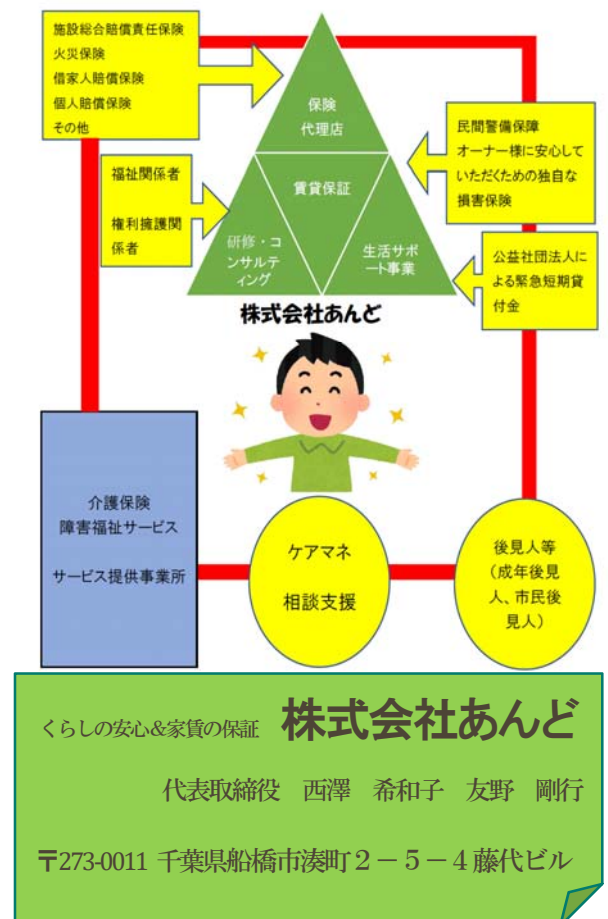 施設総合賠償責任保険
火災保険
借家人賠償保険
個人賠償保険
その他
保険
代理店
民間警備保障
オーナー様に安心して
いただくための独自な
損害保険
福祉関係者
権利擁護関
係者
賃貸保証
研修・コ
ンサルテ
ィング
生活サポ
ート事業
公益社団法人に
よる緊急短期貸
付金
株式会社あんど
介護保険
障害福祉サービス
サービス提供事業所
ケアマネ
相談支援
後見人等
（成年後見
人、市民後
見人）
くらしの安心&家賃の保証 株式会社あんど
代表取締役 西澤 希和子 友野 剛行
〒273-0011 千葉県船橋市湊町２－５－４藤代ビル